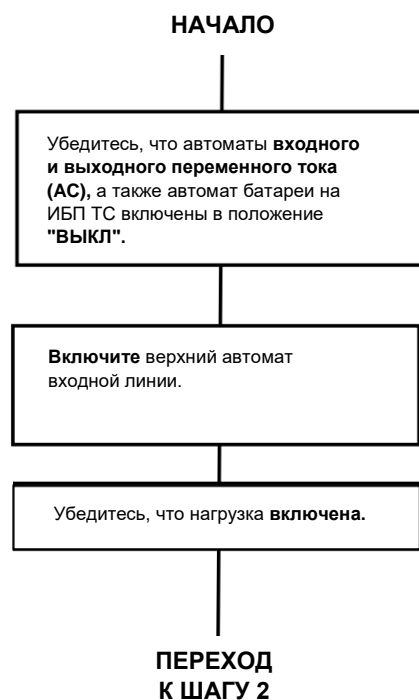 НАЧАЛО
Убедитесь, что автоматы входного
и выходного переменного тока
(AC), а также автомат батареи на
ИБП ТС включены в положение
"ВЫКЛ".
Включите верхний автомат
входной линии.
Убедитесь, что нагрузка включена.
ПЕРЕХОД
К ШАГУ 2